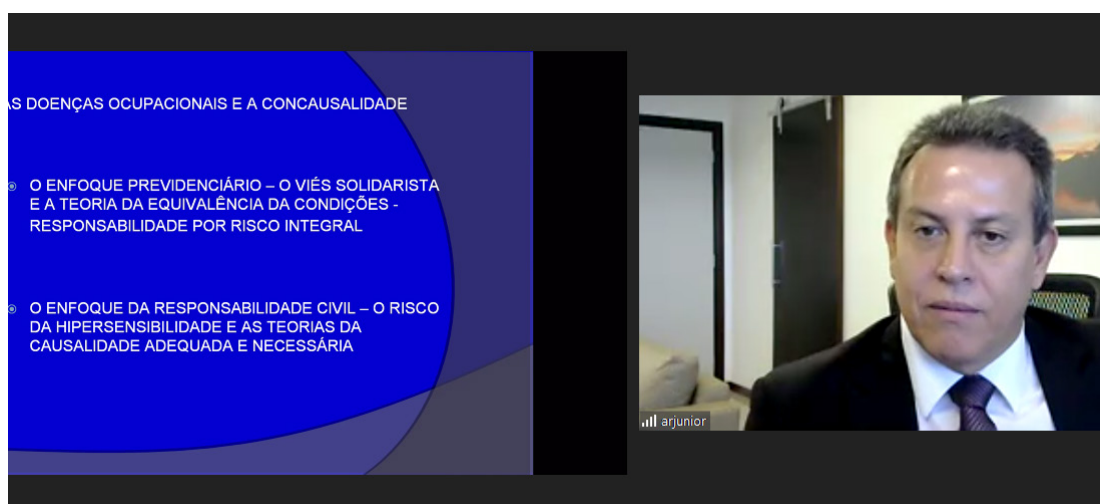 AS DOENÇAS OCUPACIONAIS E A CONCAUSALIDADE
O ENFOQUE PREVIDENCIÁRIO – O VIÉS SOLIDARISTA
E A TEORIA DA EQUIVALÊNCIA DA CONDIÇÕES -
RESPONSABILIDADE POR RISCO INTEGRAL
O ENFOQUE DA RESPONSABILIDADE CIVIL – O RISCO
DA HIPERSENSIBILIDADE E AS TEORIAS DA
CAUSALIDADE ADEQUADA E NECESSÁRIA
arjunior